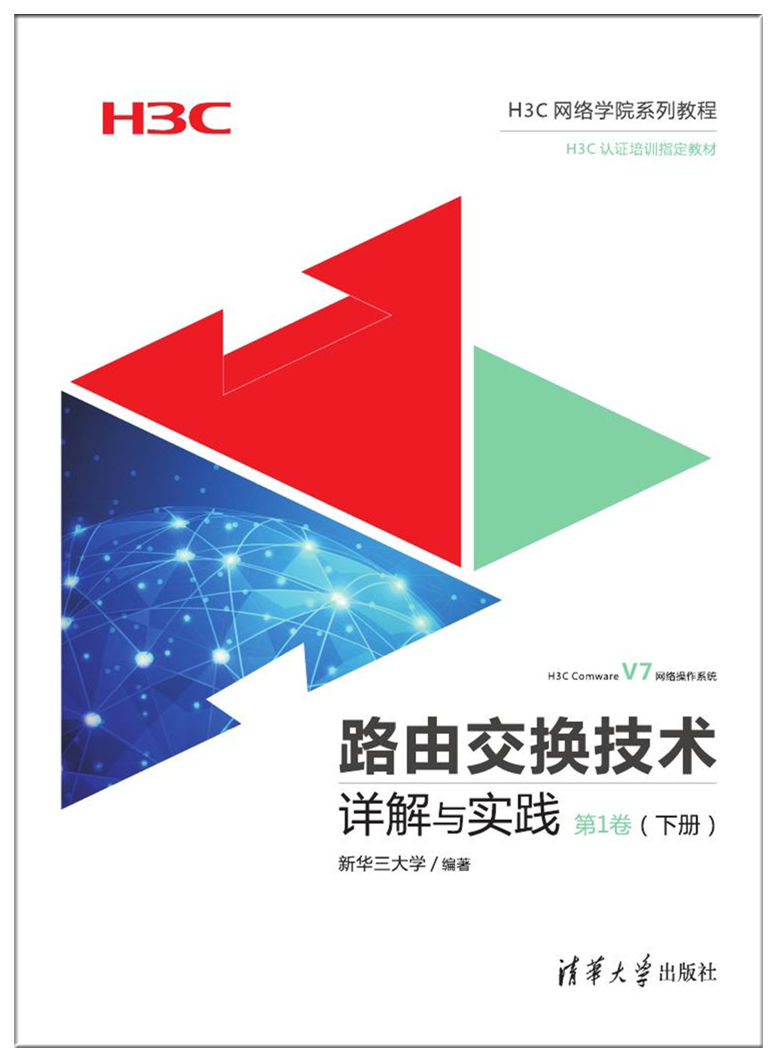 H3C
H3C 网络学院系列教程
H3C 认证培训指定教材
H3C Comware V7 网络操作系统
路由交换技术
详解与实践 第1卷（下册）
新华三大学 / 编著
清华大学出版社